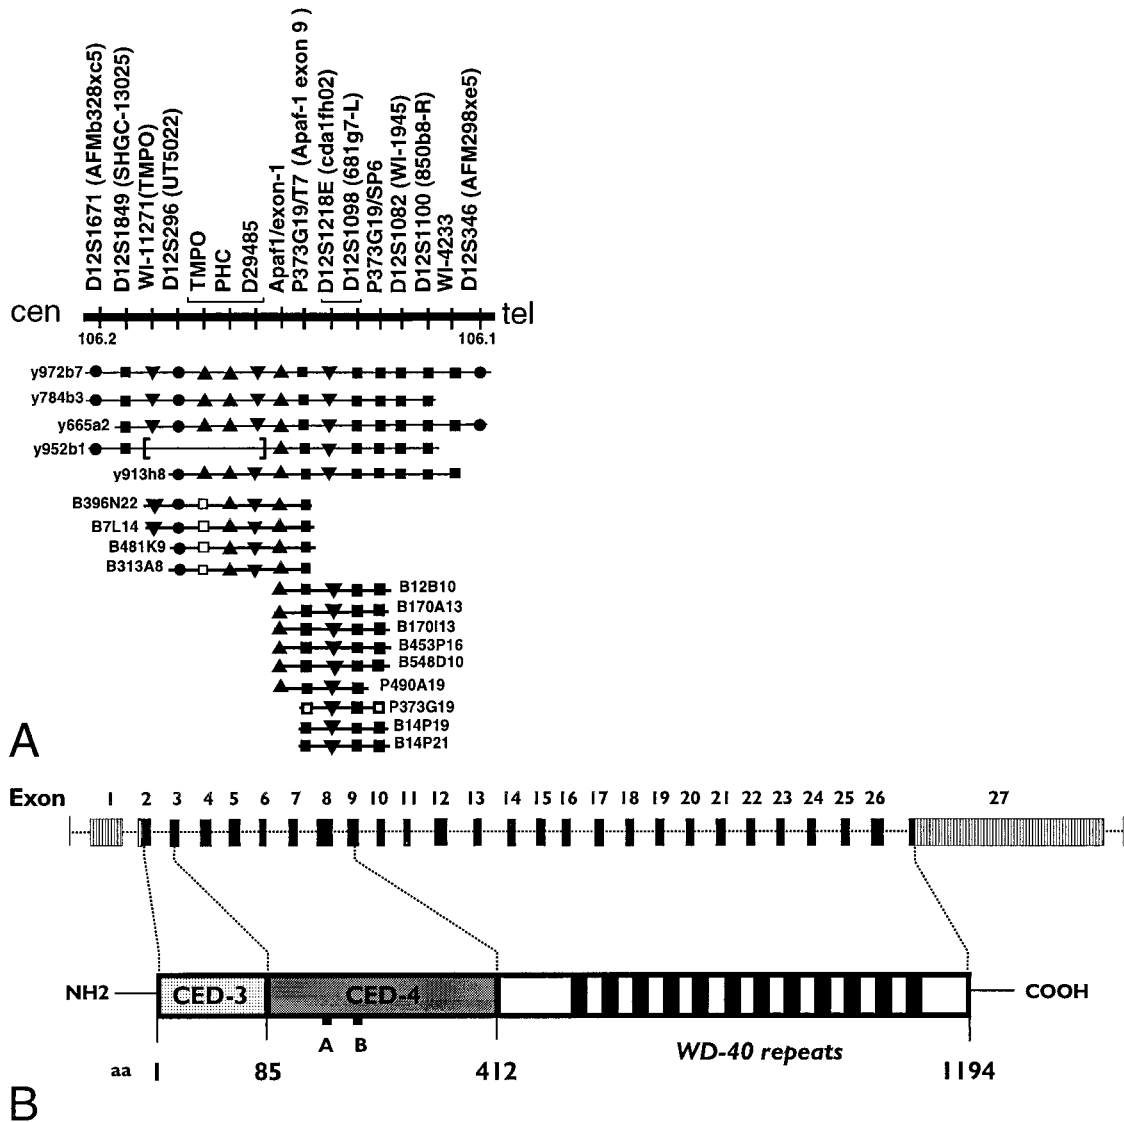 D12S1671 (AFMb328xc5)
D12S1849 (SHGC-13025)
WI-11271(TMPO)
D12S296 (UT5022)
TMPO
PHC
D29485
Apaf1/exon-1
P373G19/T7 (Apaf-1 exon 9 )
D12S1218E (cda1fh02)
D12S1098 (681g7-L)
P373G19/SP6
D12S1082 (WI-1945)
D12S1100 (850b8-R)
WI-4233
D12S346 (AFM298xe5)
cen tel
106.2 106.1
y972b7
y784b3
y665a2
y952b1
y913h8
B396N22
B7L14
B481K9
B313A8
B12B10
B170A13
B170I13
B453P16
B548D10
P490A19
P373G19
B14P19
B14P21
A
Exon 1 2 3 4 5 6 7 8 9 10 11 12 13 14 15 16 17 18 19 20 21 22 23 24 25 26 27
NH2 CED-3 CED-4 COOH
A B
WD-40 repeats
aa 1 85 412 1194
B